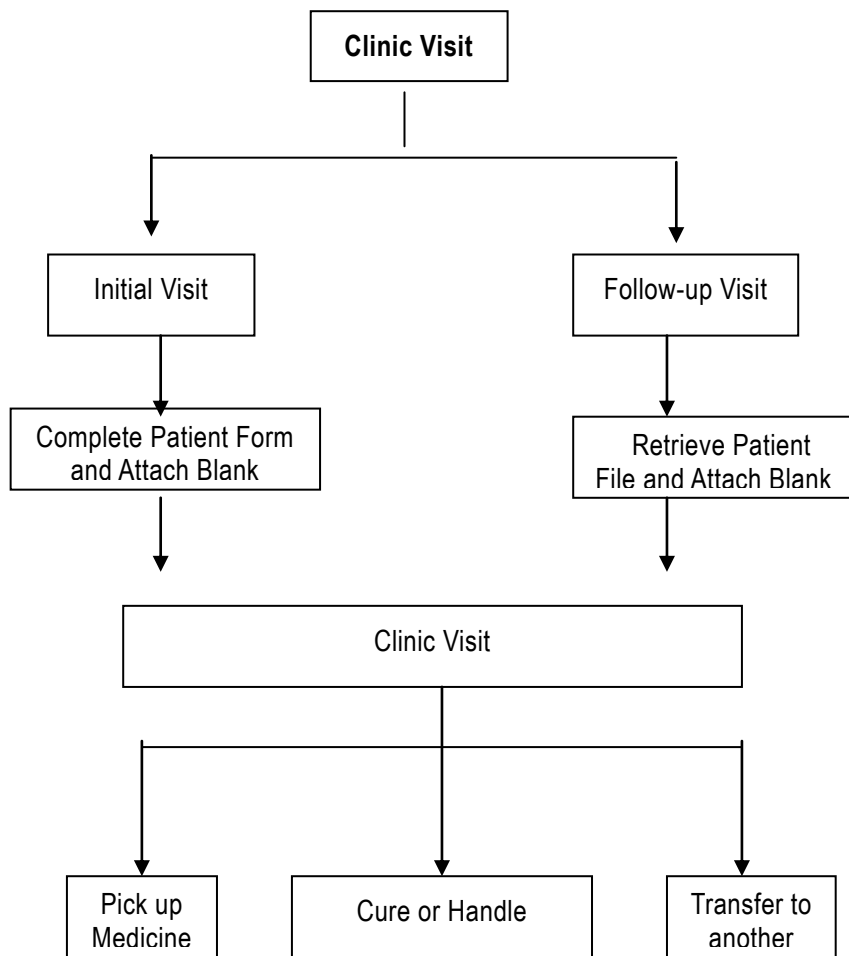 Clinic Visit
Initial Visit
Follow-up Visit
Complete Patient Form
and Attach Blank
Retrieve Patient
File and Attach Blank
Clinic Visit
Pick up
Medicine
Cure or Handle
Transfer to
another